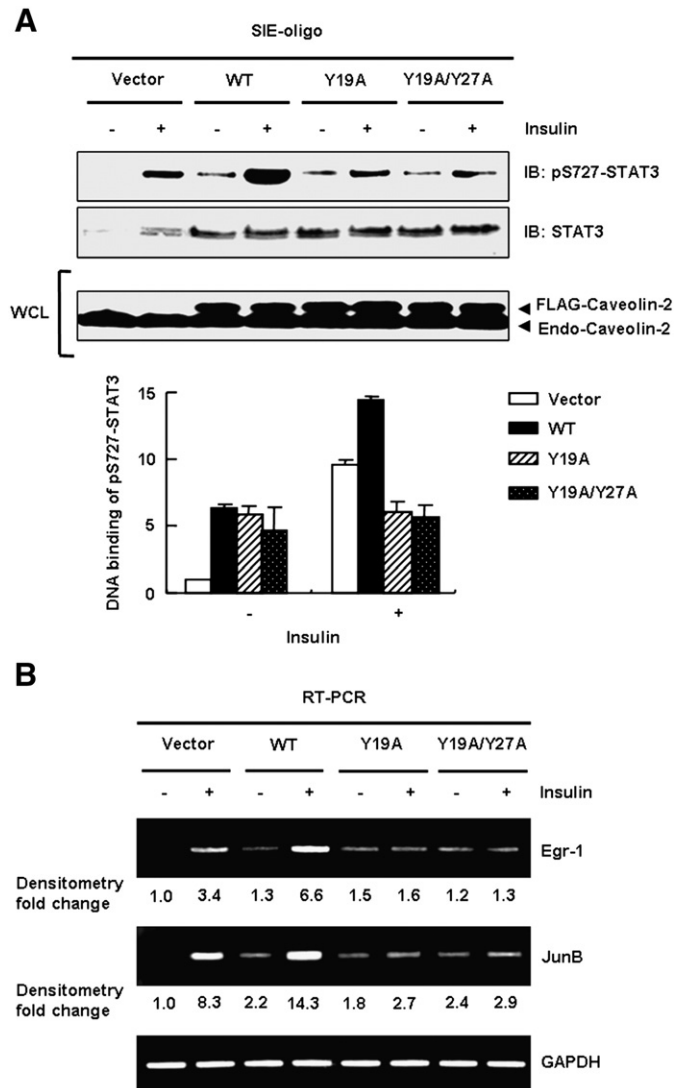 A
SIE-oligo
Vector WT Y19A Y19A/Y27A
- + - + - + - + Insulin
IB: pS727-STAT3
IB: STAT3
WCL
FLAG-Caveolin-2
Endo-Caveolin-2
DNA binding of pS727-STAT3
15
10
5
0
- +
Insulin
Vector
WT
Y19A
Y19A/Y27A
B
RT-PCR
Vector WT Y19A Y19A/Y27A
- + - + - + - + Insulin
Egr-1
Densitometry
fold change
1.0 3.4 1.3 6.6 1.5 1.6 1.2 1.3
JunB
Densitometry
fold change
1.0 8.3 2.2 14.3 1.8 2.7 2.4 2.9
GAPDH